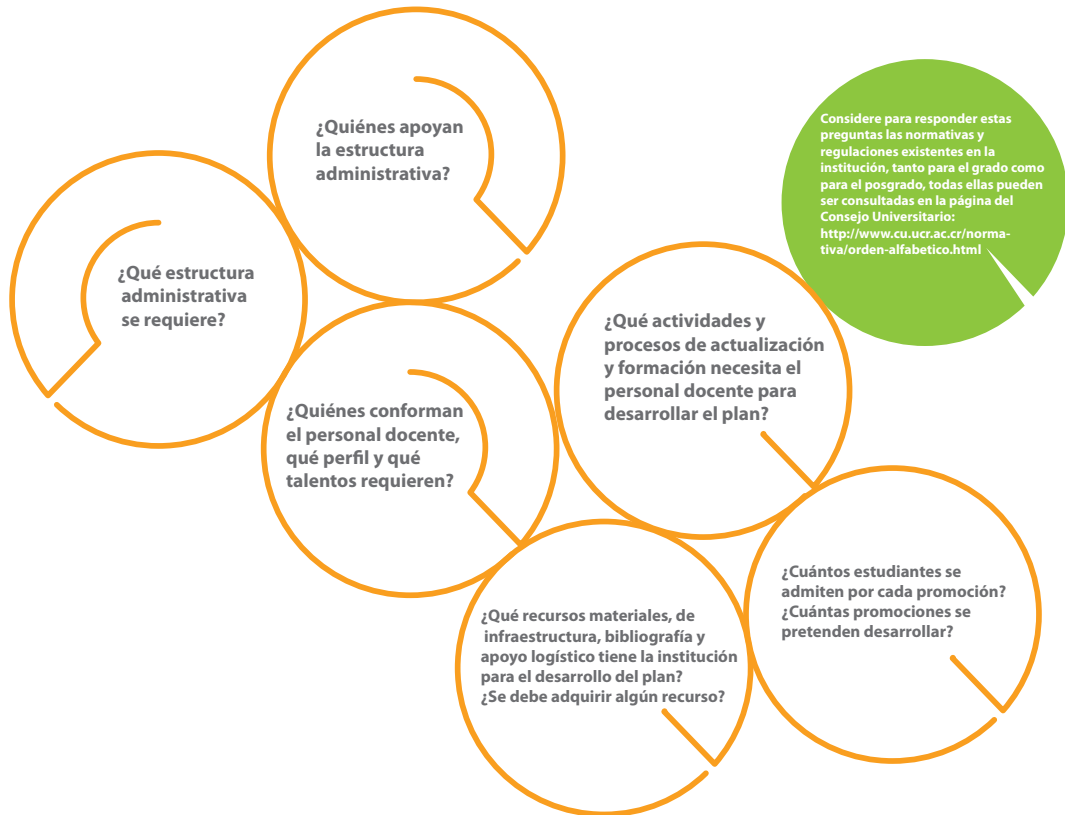 ¿Quiénes apoyan
la estructura
administrativa?
Considere para responder estas
preguntas las normativas y
regulaciones existentes en la
institución, tanto para el grado como
para el posgrado, todas ellas pueden
ser consultadas en la página del
Consejo Universitario:
http://www.cu.ucr.ac.cr/norma-
tiva/orden-alfabetico.html
¿Qué estructura
administrativa
se requiere?
¿Qué actividades y
procesos de actualización
y formación necesita el
personal docente para
desarrollar el plan?
¿Quiénes conforman
el personal docente,
qué perfil y qué
talentos requieren?
¿Cuántos estudiantes se
admiten por cada promoción?
¿Cuántas promociones se
pretenden desarrollar?
¿Qué recursos materiales, de
infraestructura, bibliografía y
apoyo logístico tiene la institución
para el desarrollo del plan?
¿Se debe adquirir algún recurso?